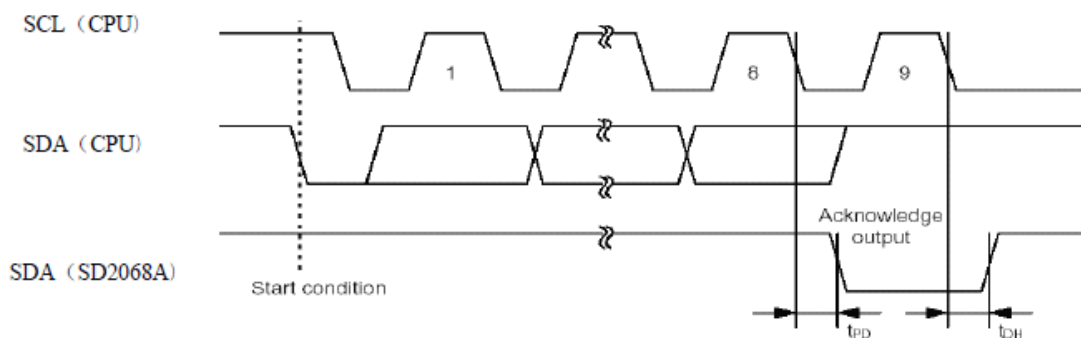 SCL（CPU）
1
8
9
SDA（CPU）
Acknowledge
output
SDA（SD2068A）
Start condition
tPD
tDH